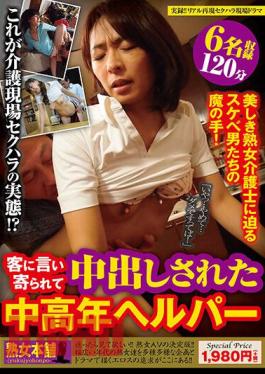 実録!!リアル再現セクハラ現場ドラマ
6名収録
120分
これが介護現場セクハラの実態!?
美しき熟女介護士に迫る
スケベ男たちの
魔の手!
客に言い
寄られて
中出しされた
中高年ヘルパー
熟女本舗
Special Price
1,980円